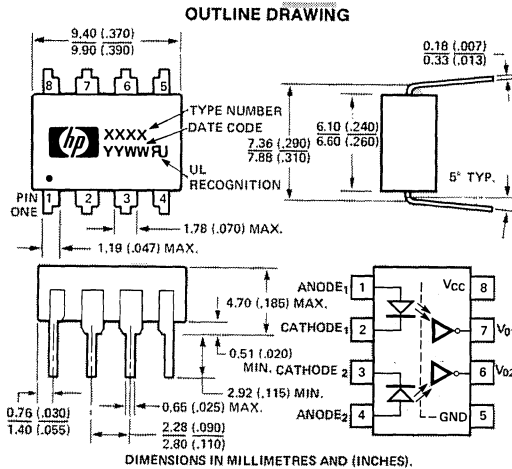 OUTLINE DRAWING
9.40 (.370)
9.90 (.390)
0.18 (.007)
0.33 (.013)
8 7 6 5
hp
XXXX
YYWW RU
TYPE NUMBER
DATE CODE
UL
RECOGNITION
7.36 (.290)
7.88 (.310)
6.10 (.240)
6.60 (.260)
5° TYP.
PIN
ONE
1 2 3 4
1.78 (.070) MAX.
1.19 (.047) MAX.
4.70 (.185) MAX.
0.51 (.020)
MIN.
2.92 (.115) MIN.
0.76 (.030)
1.40 (.055)
0.65 (.025) MAX.
2.28 (.090)
2.80 (.110)
ANODE1 1
CATHODE1 2
CATHODE 2 3
ANODE2 4
VCC 8
7 V01
6 V02
GND 5
DIMENSIONS IN MILLIMETRES AND (INCHES).